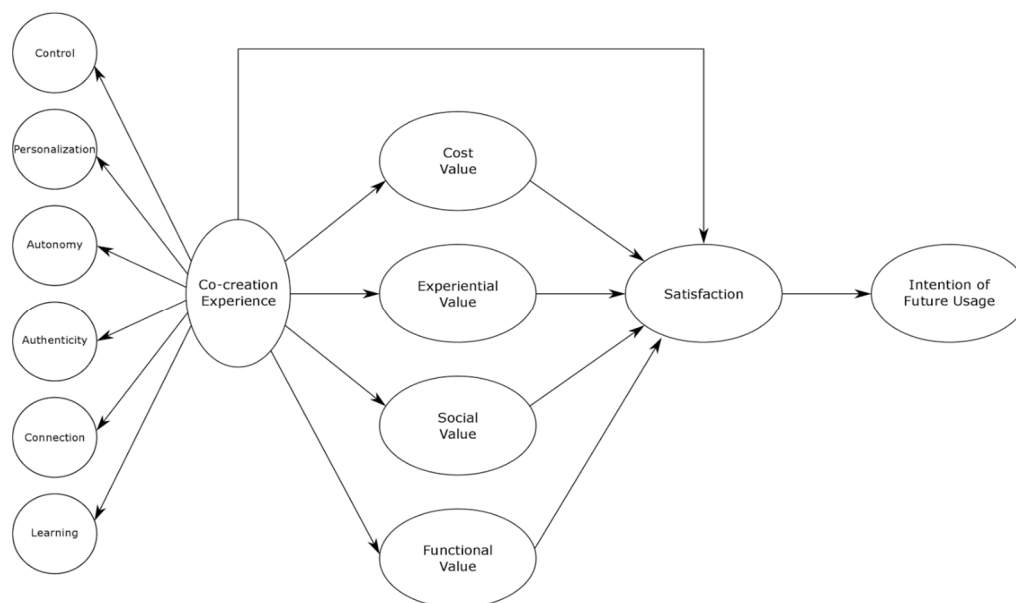 Control
Personalization
Autonomy
Authenticity
Connection
Learning
Co-creation
Experience
Cost
Value
Experiential
Value
Social
Value
Functional
Value
Satisfaction
Intention of
Future Usage